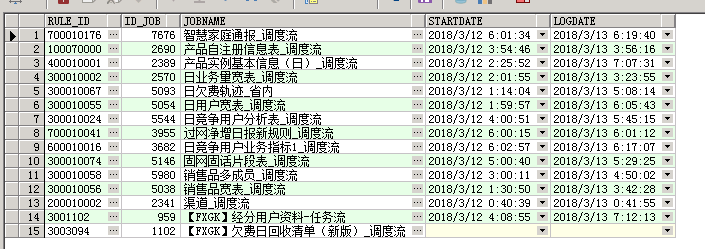 RULE_ID ID_JOB JOBNAME STARTDATE LOGDATE
1 700010176 7676 智慧家庭通报_调度流 2018/3/12 6:01:34 2018/3/13 6:19:40
2 100070000 2690 产品自注册信息表_调度流 2018/3/12 3:54:46 2018/3/13 3:56:16
3 400010001 2389 产品实例基本信息（日）_调度流 2018/3/12 2:25:52 2018/3/13 7:07:31
4 300010002 2570 日业务量宽表_调度流 2018/3/12 2:01:55 2018/3/13 3:23:55
5 300010067 5093 日欠费轨迹_省内 2018/3/12 1:14:04 2018/3/13 5:08:14
6 300010055 5054 日用户宽表_调度流 2018/3/12 1:59:57 2018/3/13 6:05:43
7 300010024 5544 日竞争用户分析表_调度流 2018/3/12 4:00:51 2018/3/13 5:45:15
8 700010041 3955 过网净增日报新规则_调度流 2018/3/12 6:00:15 2018/3/13 6:01:12
9 600010016 3682 日竞争用户业务指标1_调度流 2018/3/12 6:02:57 2018/3/13 6:17:07
10 300010074 5146 固网固话片段表_调度流 2018/3/12 5:00:40 2018/3/13 5:29:25
11 300010058 5980 销售品多成员_调度流 2018/3/12 3:00:11 2018/3/13 4:50:02
12 300010056 5038 销售品宽表_调度流 2018/3/12 1:30:50 2018/3/13 3:42:28
13 200010002 2341 渠道_调度流 2018/3/12 0:40:39 2018/3/13 0:41:55
14 3001102 959 【FXGK】经分用户资料-任务流 2018/3/12 4:08:55 2018/3/13 7:12:13
15 3003094 1102 【FXGK】欠费日回收清单（新版）_调度流